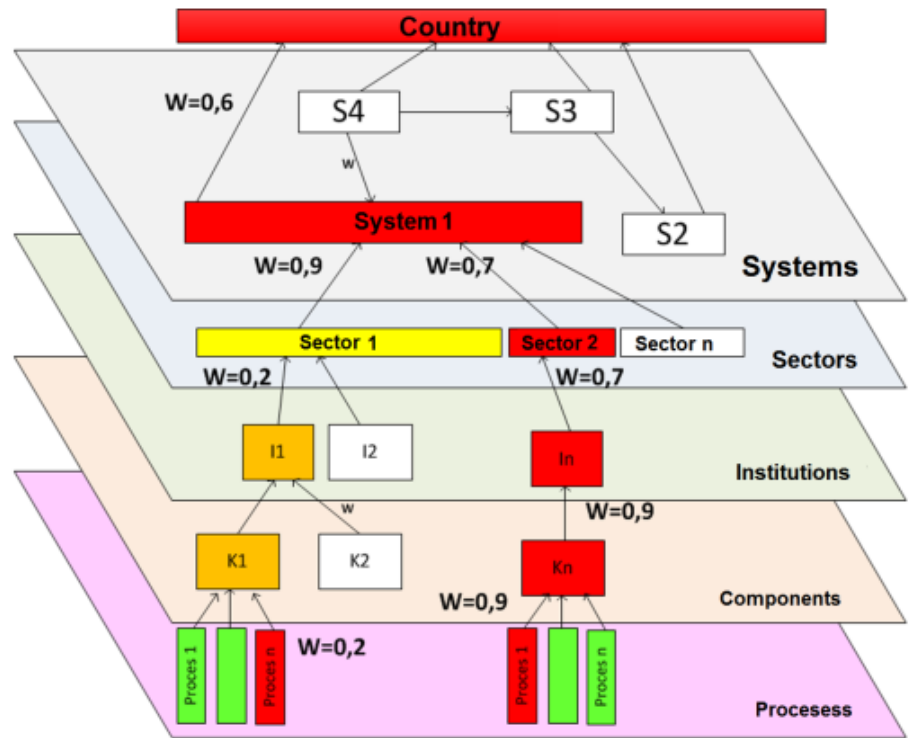 Country
W=0,6
S4
S3
w
System 1
S2
W=0,9
W=0,7
Systems
Sector 1
Sector 2
Sector n
Sectors
W=0,2
W=0,7
I1
I2
In
Institutions
w
W=0,9
K1
K2
Kn
W=0,9
Components
Proces 1
Proces n
W=0,2
Proces 1
Proces n
Procesess